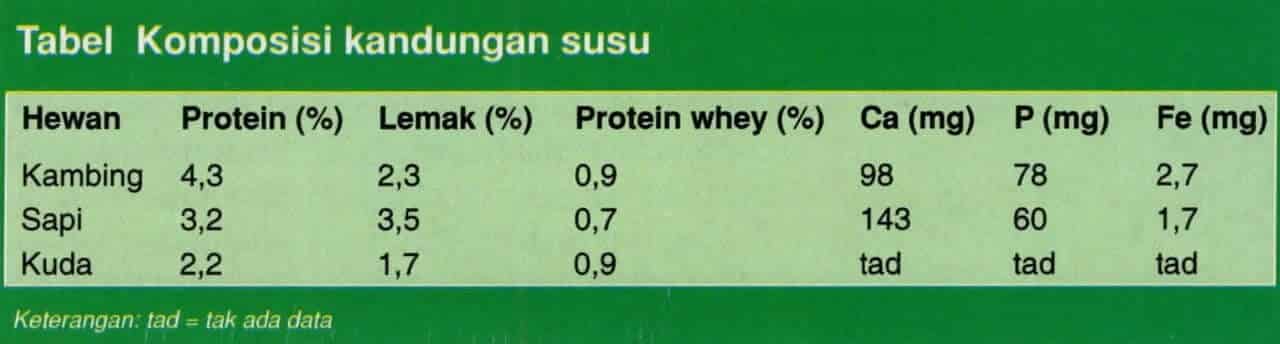 Tabel Komposisi kandungan susu
Hewan Protein (%) Lemak (%) Protein whey (%) Ca (mg) P (mg) Fe (mg)
Kambing 4,3 2,3 0,9 98 78 2,7
Sapi 3,2 3,5 0,7 143 60 1,7
Kuda 2,2 1,7 0,9 tad tad tad
Keterangan: tad = tak ada data